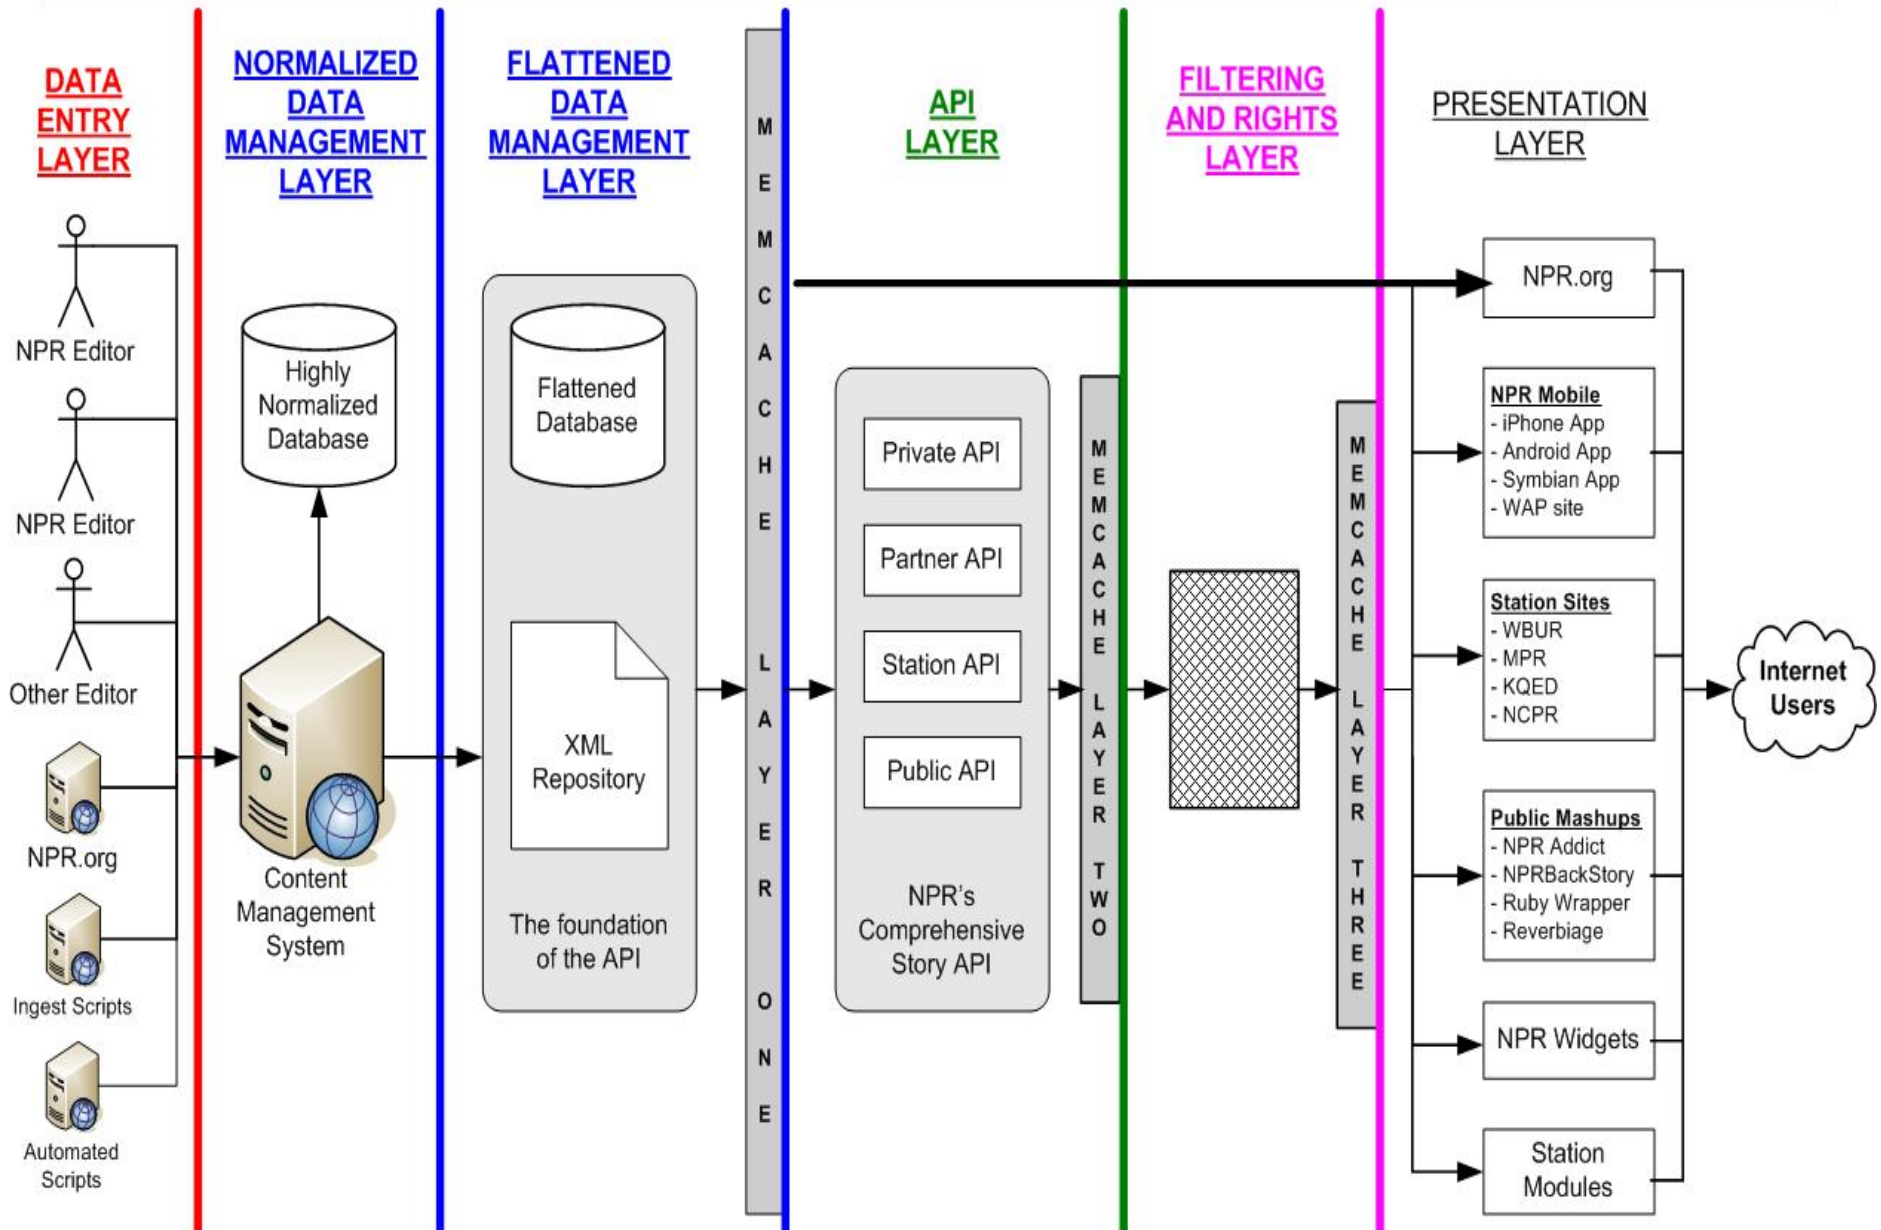 DATA
ENTRY
LAYER
NPR Editor
NPR Editor
Other Editor
NPR.org
Ingest Scripts
Automated
Scripts
NORMALIZED
DATA
MANAGEMENT
LAYER
Highly
Normalized
Database
Content
Management
System
FLATTENED
DATA
MANAGEMENT
LAYER
Flattened
Database
XML
Repository
The foundation
of the API
MEMCACHE LAYER ONE
API
LAYER
Private API
Partner API
Station API
Public API
NPR's
Comprehensive
Story API
MEMCACHE LAYER TWO
FILTERING
AND RIGHTS
LAYER
MEMCACHE LAYER THREE
PRESENTATION
LAYER
NPR.org
NPR Mobile
- iPhone App
- Android App
- Symbian App
- WAP site
Station Sites
- WBUR
- MPR
- KQED
- NCPR
Public Mashups
- NPR Addict
- NPRBackStory
- Ruby Wrapper
- Reverbiage
NPR Widgets
Station
Modules
Internet
Users